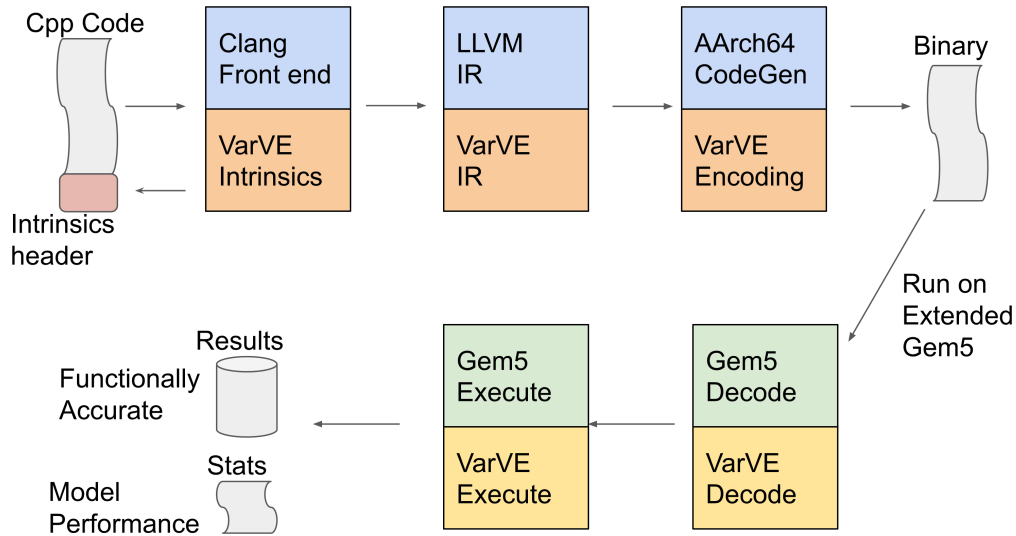 Cpp Code
Clang
Front end
LLVM
IR
AArch64
CodeGen
Binary
VarVE
Intrinsics
VarVE
IR
VarVE
Encoding
Intrinsics
header
Run on
Extended
Gem5
Results
Functionally
Accurate
Gem5
Execute
Gem5
Decode
Stats
Model
Performance
VarVE
Execute
VarVE
Decode